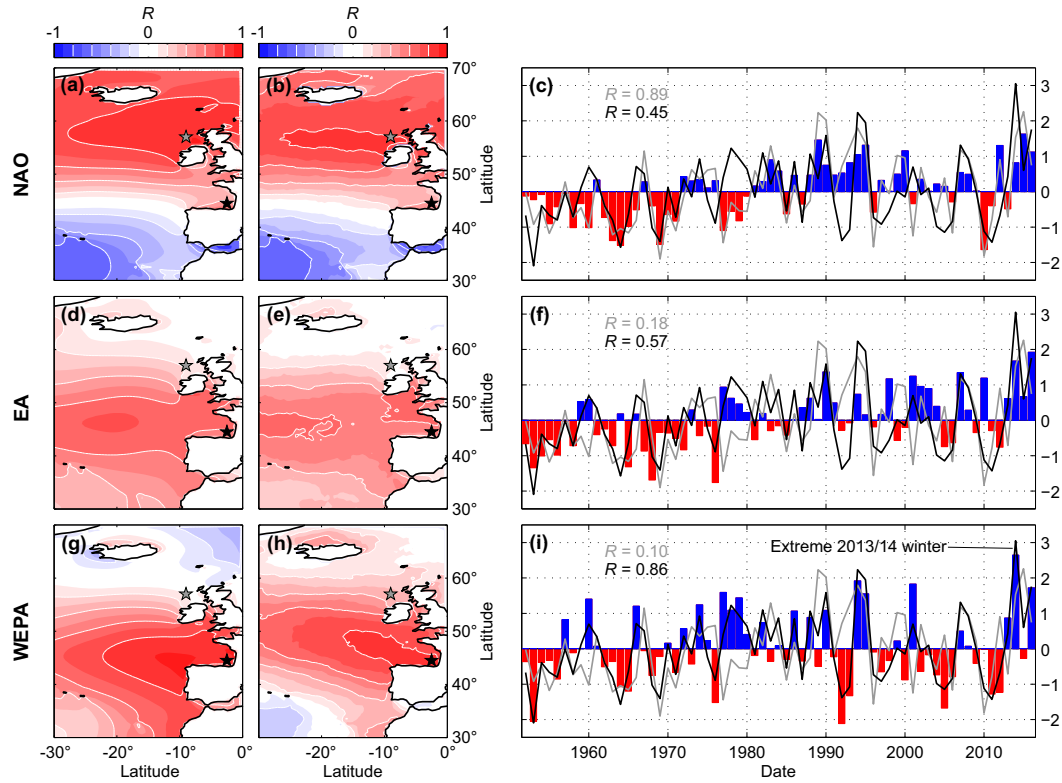 R R
-1 0 1 -1 0 1
NAO
(a) (b) (c)
R = 0.89
R = 0.45
70°
60°
50°
40°
30°
Latitude
3
2
1
0
−1
−2
EA
(d) (e) (f)
R = 0.18
R = 0.57
70°
60°
50°
40°
30°
Latitude
3
2
1
0
−1
−2
WEPA
(g) (h) (i)
R = 0.10
R = 0.86
Extreme 2013/14 winter
70°
60°
50°
40°
30°
Latitude
3
2
1
0
−1
−2
-30° -20° -10° 0° -20° -10° 0°
Latitude Latitude
1960 1970 1980 1990 2000 2010
Date